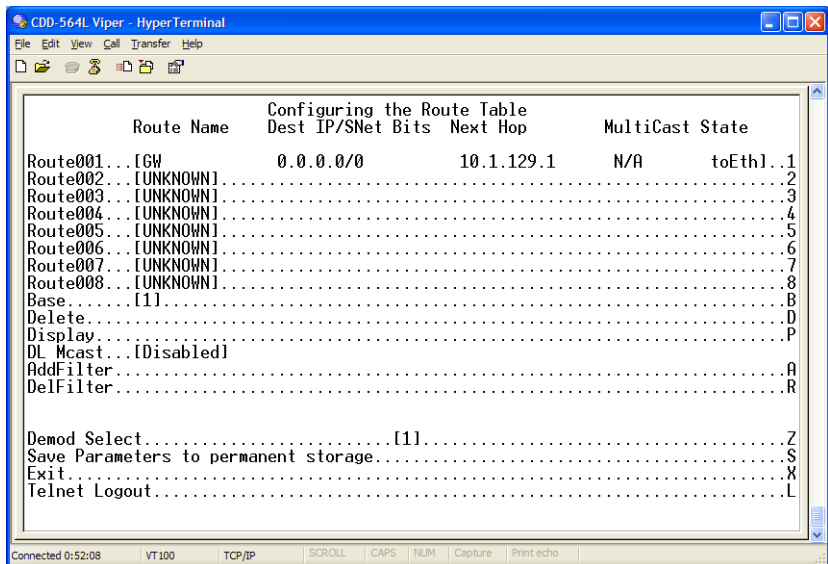 CDD-564L Viper - HyperTerminal
File Edit View Call Transfer Help
Configuring the Route Table
Route Name Dest IP/SNet Bits Next Hop MultiCast State
Route001...[GW 0.0.0.0/0 10.1.129.1 N/A toEth]..1
Route002...[UNKNOWN]............................................................2
Route003...[UNKNOWN]............................................................3
Route004...[UNKNOWN]............................................................4
Route005...[UNKNOWN]............................................................5
Route006...[UNKNOWN]............................................................6
Route007...[UNKNOWN]............................................................7
Route008...[UNKNOWN]............................................................8
Base.......[1]..................................................................B
Delete..........................................................................D
Display.........................................................................P
DL Mcast...[Disabled]
AddFilter.......................................................................A
DelFilter.......................................................................R
Demod Select..........................[1].......................................Z
Save Parameters to permanent storage............................................S
Exit............................................................................X
Telnet Logout...................................................................L
Connected 0:52:08 VT100 TCP/IP SCROLL CAPS NUM Capture Print echo